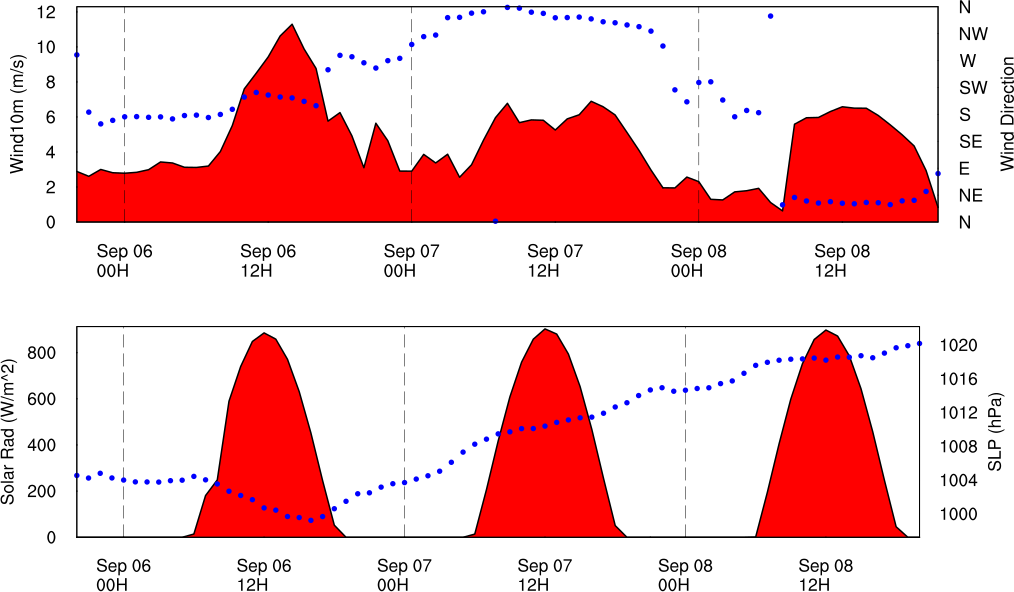 12
10
8
6
4
2
0
Wind10m (m/s)
N
NW
W
SW
S
SE
E
NE
N
Wind Direction
Sep 06 Sep 06 Sep 07 Sep 07 Sep 08 Sep 08
00H 12H 00H 12H 00H 12H
800
600
400
200
0
Solar Rad (W/m^2)
1020
1016
1012
1008
1004
1000
SLP (hPa)
Sep 06 Sep 06 Sep 07 Sep 07 Sep 08 Sep 08
00H 12H 00H 12H 00H 12H